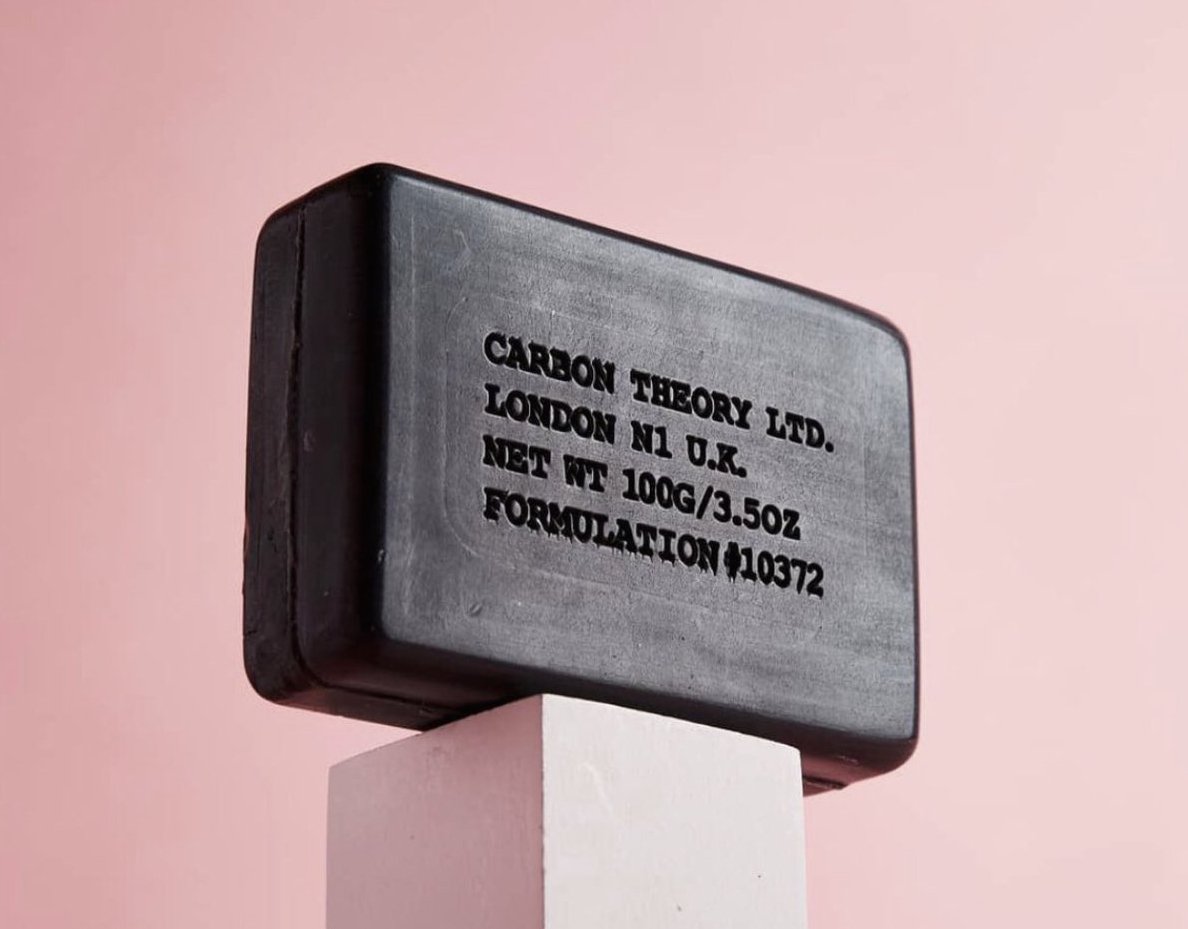 CARBON THEORY LTD.
LONDON N1 U.K.
NET WT 100G/3.5OZ
FORMULATION #10372